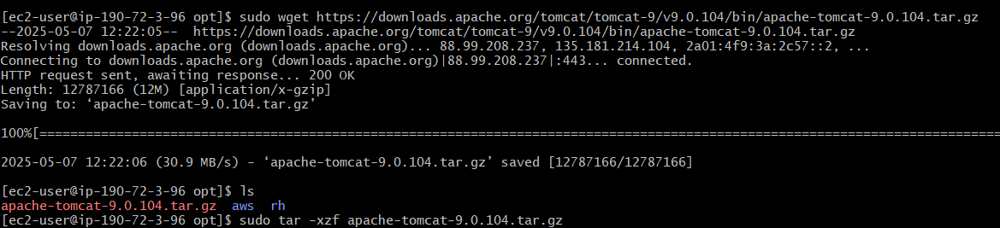 [ec2-user@ip-190-72-3-96 opt]$ sudo wget https://downloads.apache.org/tomcat/tomcat-9/v9.0.104/bin/apache-tomcat-9.0.104.tar.gz
--2025-05-07 12:22:05--  https://downloads.apache.org/tomcat/tomcat-9/v9.0.104/bin/apache-tomcat-9.0.104.tar.gz
Resolving downloads.apache.org (downloads.apache.org)... 88.99.208.237, 135.181.214.104, 2a01:4f9:3a:2c57::2, ...
Connecting to downloads.apache.org (downloads.apache.org)|88.99.208.237|:443... connected.
HTTP request sent, awaiting response... 200 OK
Length: 12787166 (12M) [application/x-gzip]
Saving to: ‘apache-tomcat-9.0.104.tar.gz’
100%[==============================================================================================================================
2025-05-07 12:22:06 (30.9 MB/s) - ‘apache-tomcat-9.0.104.tar.gz’ saved [12787166/12787166]
[ec2-user@ip-190-72-3-96 opt]$ ls
apache-tomcat-9.0.104.tar.gz  aws  rh
[ec2-user@ip-190-72-3-96 opt]$ sudo tar -xzf apache-tomcat-9.0.104.tar.gz